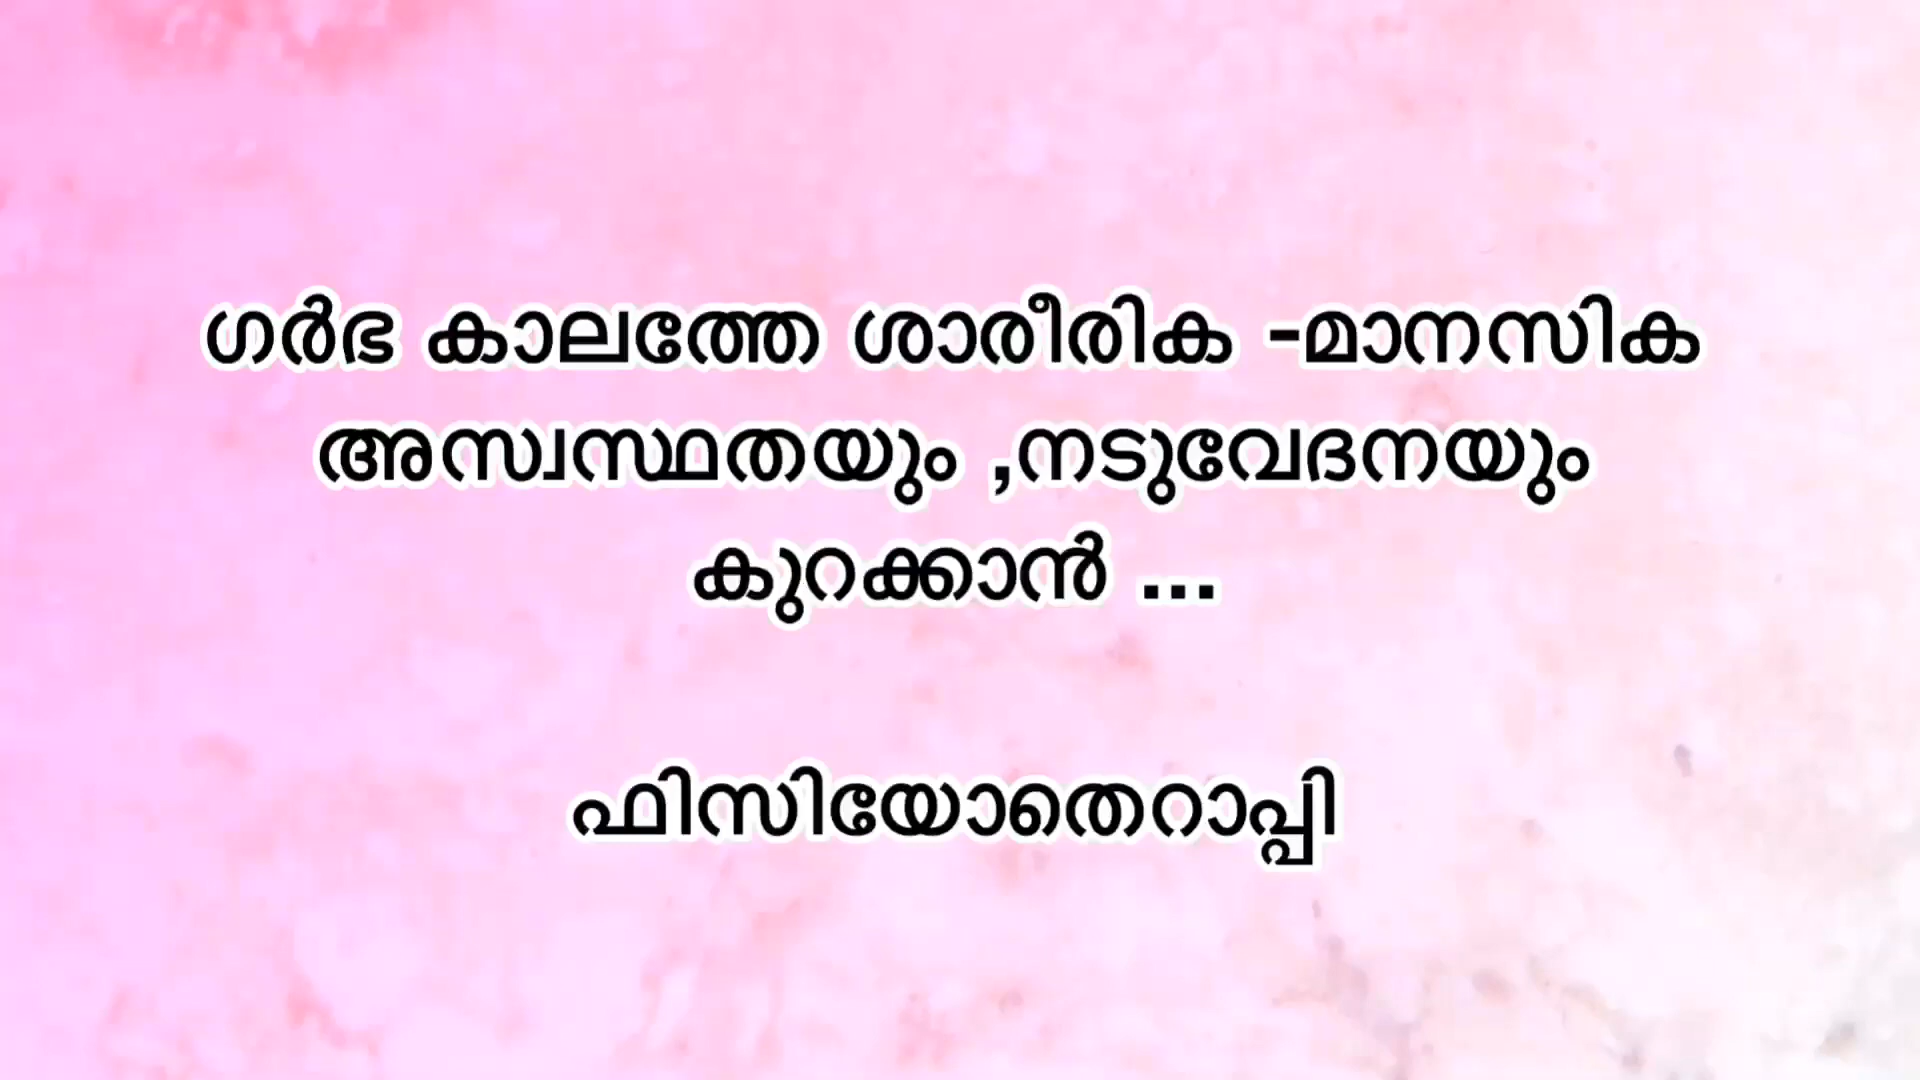 ഗർഭ കാലത്തേ ശാരീരിക -മാനസിക
അസ്വസ്ഥതയും ,നടുവേദനയും
കുറക്കാൻ ...
ഫിസിയോതെറാപ്പി